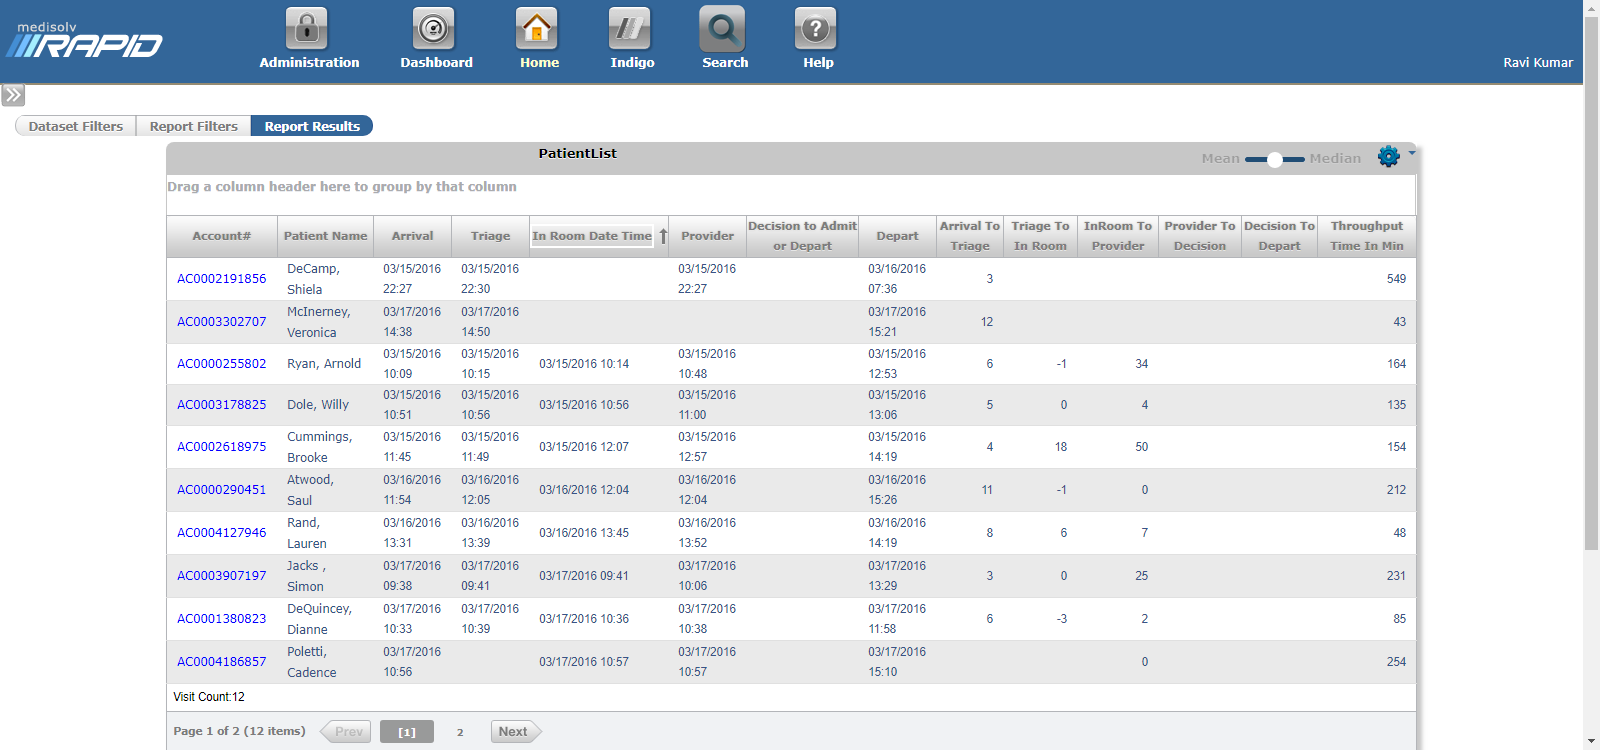 medisolv
RAPID
Administration
Dashboard
Home
Indigo
Search
Help
Ravi Kumar
Dataset Filters
Report Filters
Report Results
PatientList
Mean
Median
Drag a column header here to group by that column
Account#
Patient Name
Arrival
Triage
In Room Date Time
Provider
Decision to Admit
or Depart
Depart
Arrival To
Triage
Triage To
In Room
InRoom To
Provider
Provider To
Decision
Decision To
Depart
Throughput
Time In Min
AC0002191856
DeCamp,
Shiela
03/15/2016
22:27
03/15/2016
22:30
03/15/2016
22:27
03/16/2016
07:36
3
549
AC0003302707
McInerney,
Veronica
03/17/2016
14:38
03/17/2016
14:50
03/17/2016
15:21
12
43
AC0000255802
Ryan, Arnold
03/15/2016
10:09
03/15/2016
10:15
03/15/2016 10:14
03/15/2016
10:48
03/15/2016
12:53
6
-1
34
164
AC0003178825
Dole, Willy
03/15/2016
10:51
03/15/2016
10:56
03/15/2016 10:56
03/15/2016
11:00
03/15/2016
13:06
5
0
4
135
AC0002618975
Cummings,
Brooke
03/15/2016
11:45
03/15/2016
11:49
03/15/2016 12:07
03/15/2016
12:57
03/15/2016
14:19
4
18
50
154
AC0000290451
Atwood,
Saul
03/16/2016
11:54
03/16/2016
12:05
03/16/2016 12:04
03/16/2016
12:04
03/16/2016
15:26
11
-1
0
212
AC0004127946
Rand,
Lauren
03/16/2016
13:31
03/16/2016
13:39
03/16/2016 13:45
03/16/2016
13:52
03/16/2016
14:19
8
6
7
48
AC0003907197
Jacks ,
Simon
03/17/2016
09:38
03/17/2016
09:41
03/17/2016 09:41
03/17/2016
10:06
03/17/2016
13:29
3
0
25
231
AC0001380823
DeQuincey,
Dianne
03/17/2016
10:33
03/17/2016
10:39
03/17/2016 10:36
03/17/2016
10:38
03/17/2016
11:58
6
-3
2
85
AC0004186857
Poletti,
Cadence
03/17/2016
10:56
03/17/2016 10:57
03/17/2016
10:57
03/17/2016
15:10
0
254
Visit Count:12
Page 1 of 2 (12 items)
Prev
[1]
2
Next